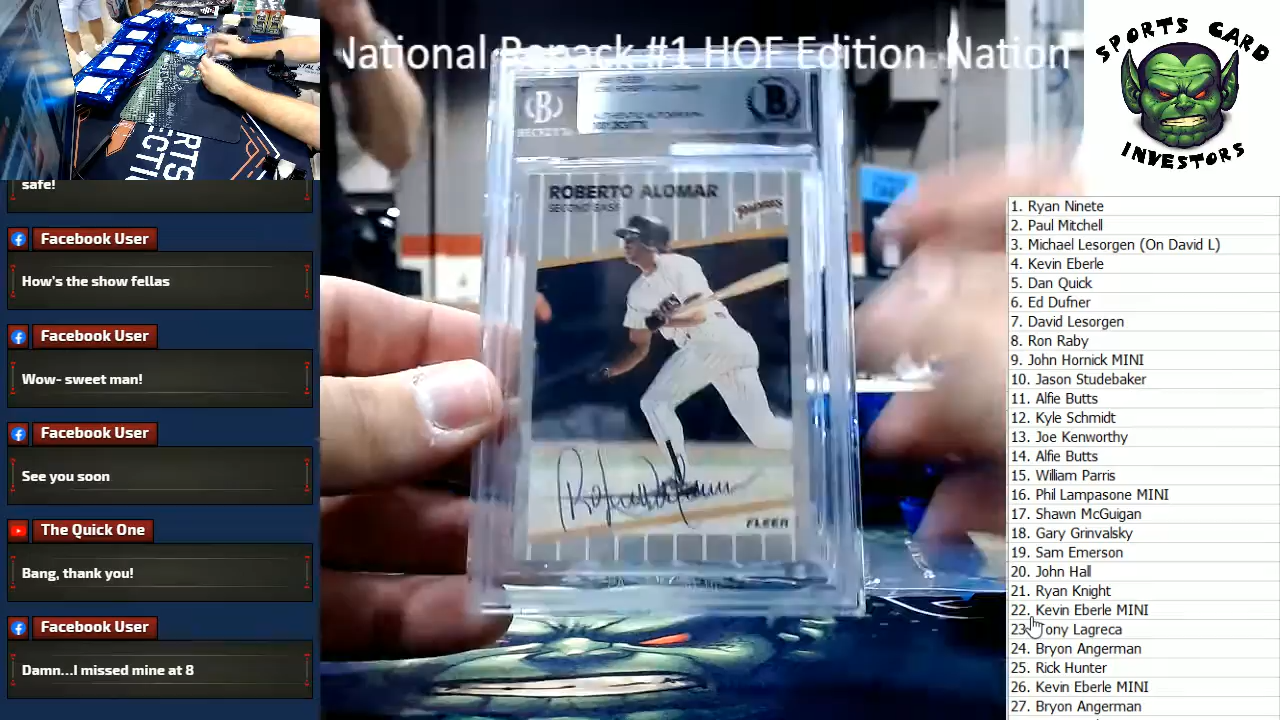 National Repack #1 HOF Edition Nation
safe!
Facebook User
How's the show fellas
Facebook User
Wow- sweet man!
Facebook User
See you soon
The Quick One
Bang, thank you!
Facebook User
Damn...I missed mine at 8
BECKETT
AUTHENTIC AUTOGRAPH
ROBERTO ALOMAR
SECOND BASE
PADRES
FLEER
SPORTS CARD
INVESTORS
1. Ryan Ninete
2. Paul Mitchell
3. Michael Lesorgen (On David L)
4. Kevin Eberle
5. Dan Quick
6. Ed Dufner
7. David Lesorgen
8. Ron Raby
9. John Hornick MINI
10. Jason Studebaker
11. Alfie Butts
12. Kyle Schmidt
13. Joe Kenworthy
14. Alfie Butts
15. William Parris
16. Phil Lampasone MINI
17. Shawn McGuigan
18. Gary Grinvalsky
19. Sam Emerson
20. John Hall
21. Ryan Knight
22. Kevin Eberle MINI
23. Tony Lagreca
24. Bryon Angerman
25. Rick Hunter
26. Kevin Eberle MINI
27. Bryon Angerman